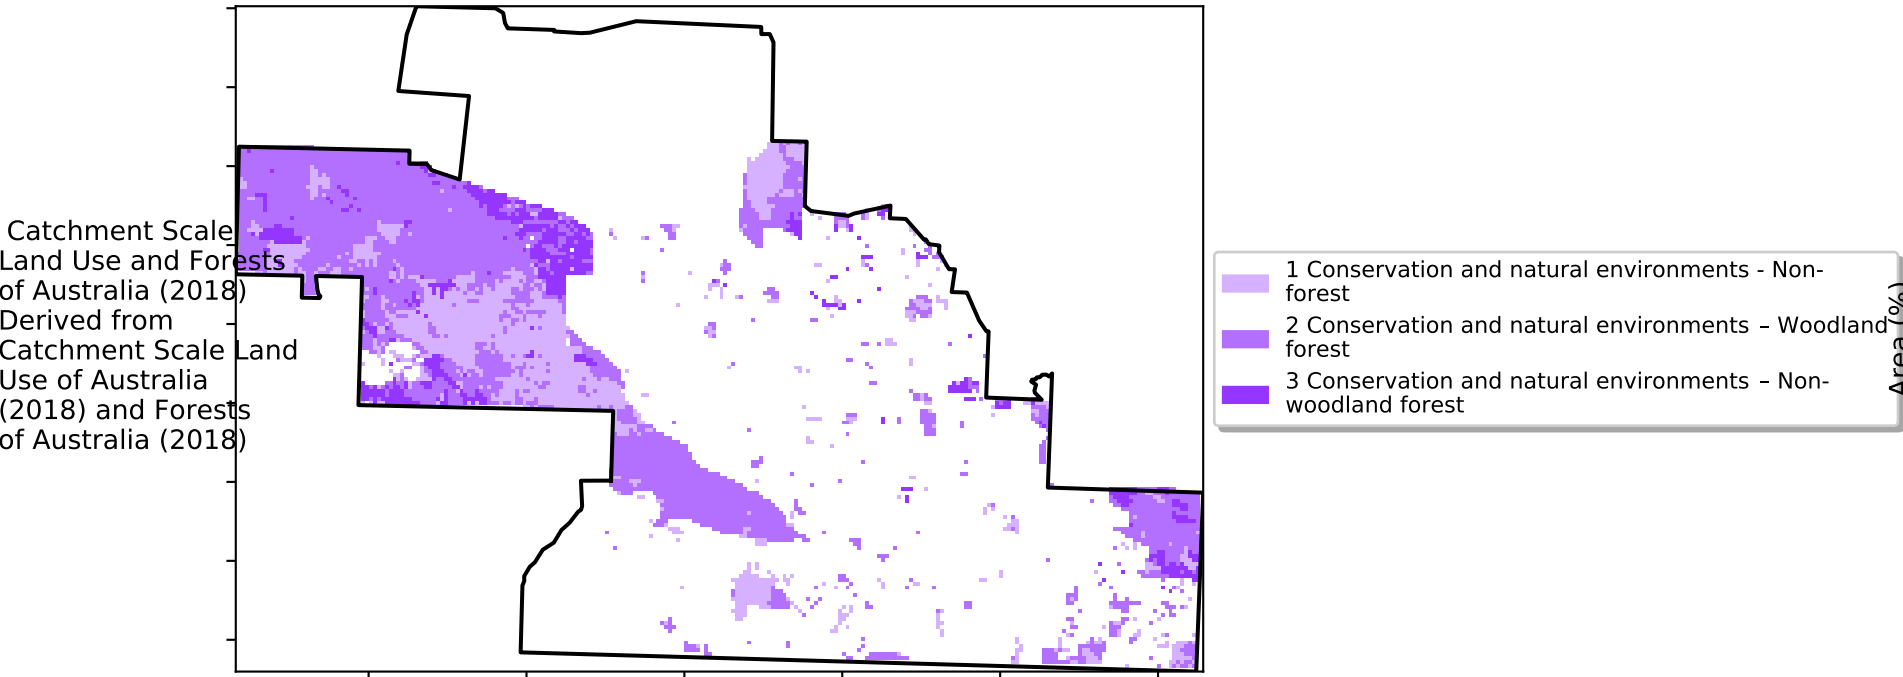 Catchment Scale
Land Use and Forests
of Australia (2018)
Derived from
Catchment Scale Land
Use of Australia
(2018) and Forests
of Australia (2018)
1 Conservation and natural environments - Non-
forest
2 Conservation and natural environments – Woodland
forest
3 Conservation and natural environments – Non-
woodland forest
Area (%)